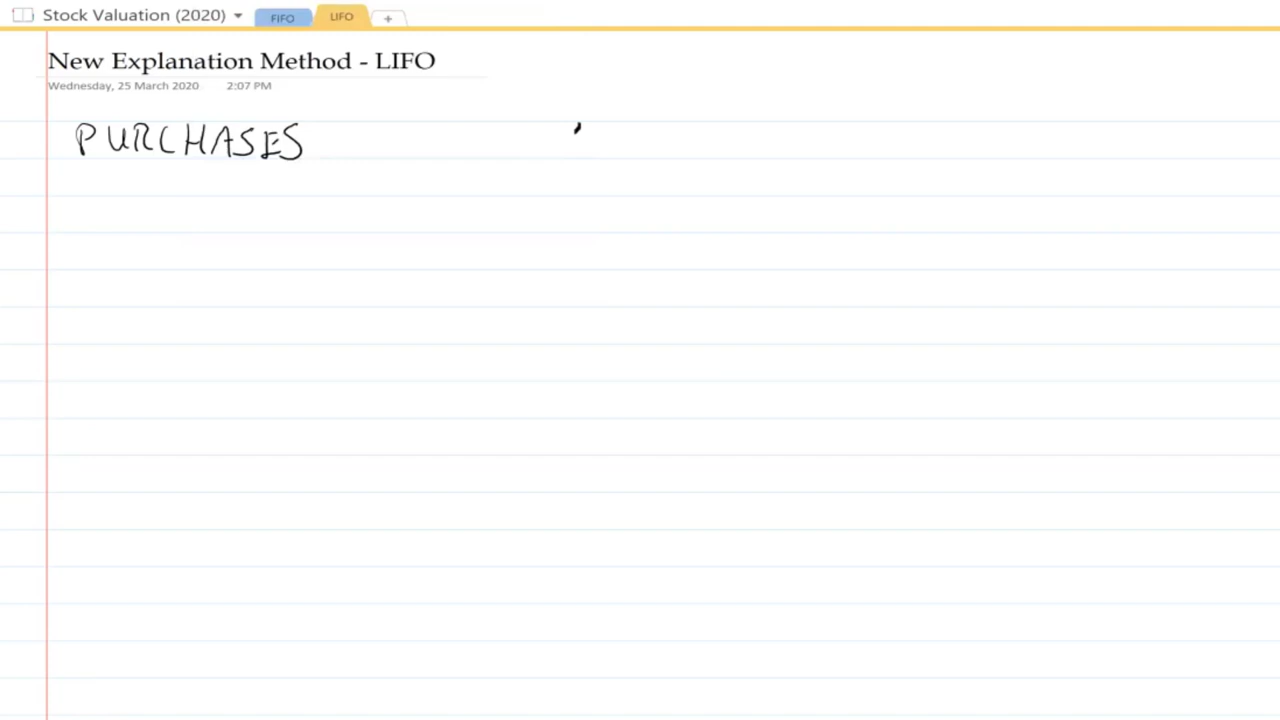 Stock Valuation (2020) FIFO LIFO +
New Explanation Method - LIFO
Wednesday, 25 March 2020 2:07 PM
PURCHASES